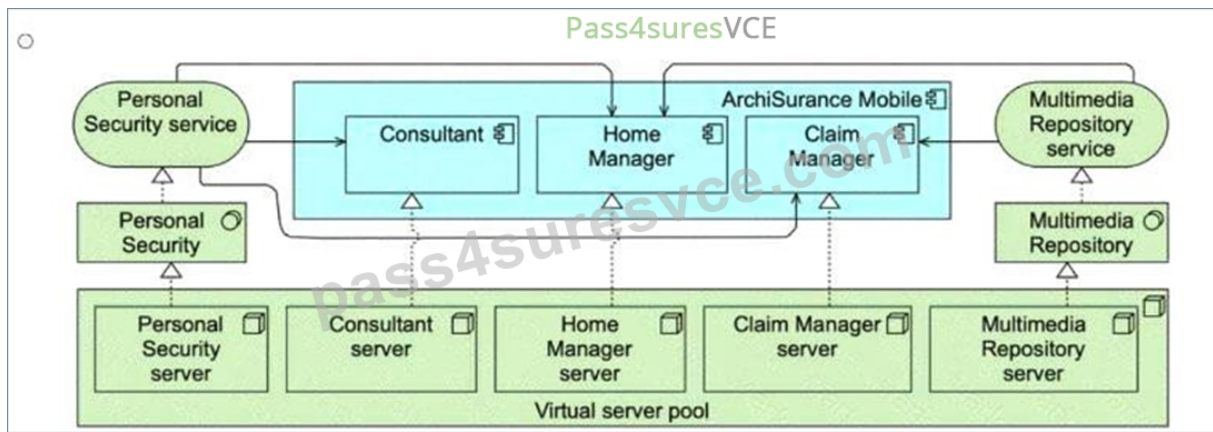 Pass4suresVCE
Personal
Security service
ArchiSurance Mobile
Multimedia
Repository
service
Consultant
Home
Manager
Claim
Manager
pass4suresvce.com
Personal
Security
Multimedia
Repository
Personal
Security
server
Consultant
server
Home
Manager
server
Claim Manager
server
Multimedia
Repository
server
Virtual server pool